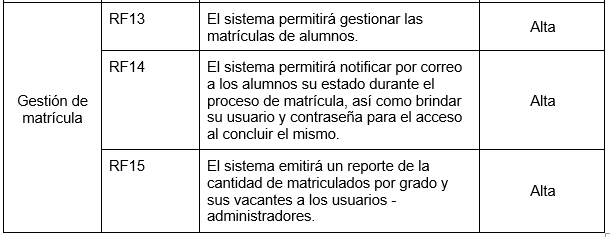 Gestión de
matrícula
RF13
El sistema permitirá gestionar las
matrículas de alumnos.
Alta
RF14
El sistema permitirá notificar por correo
a los alumnos su estado durante el
proceso de matrícula, así como brindar
su usuario y contraseña para el acceso
al concluir el mismo.
Alta
RF15
El sistema emitirá un reporte de la
cantidad de matriculados por grado y
sus vacantes a los usuarios -
administradores.
Alta